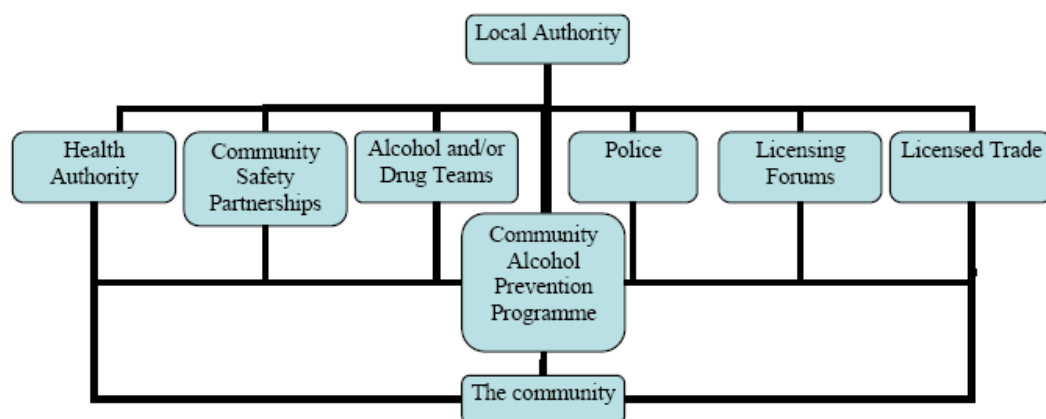 Local Authority
Health
Authority
Community
Safety
Partnerships
Alcohol and/or
Drug Teams
Police
Licensing
Forums
Licensed Trade
Community
Alcohol
Prevention
Programme
The community